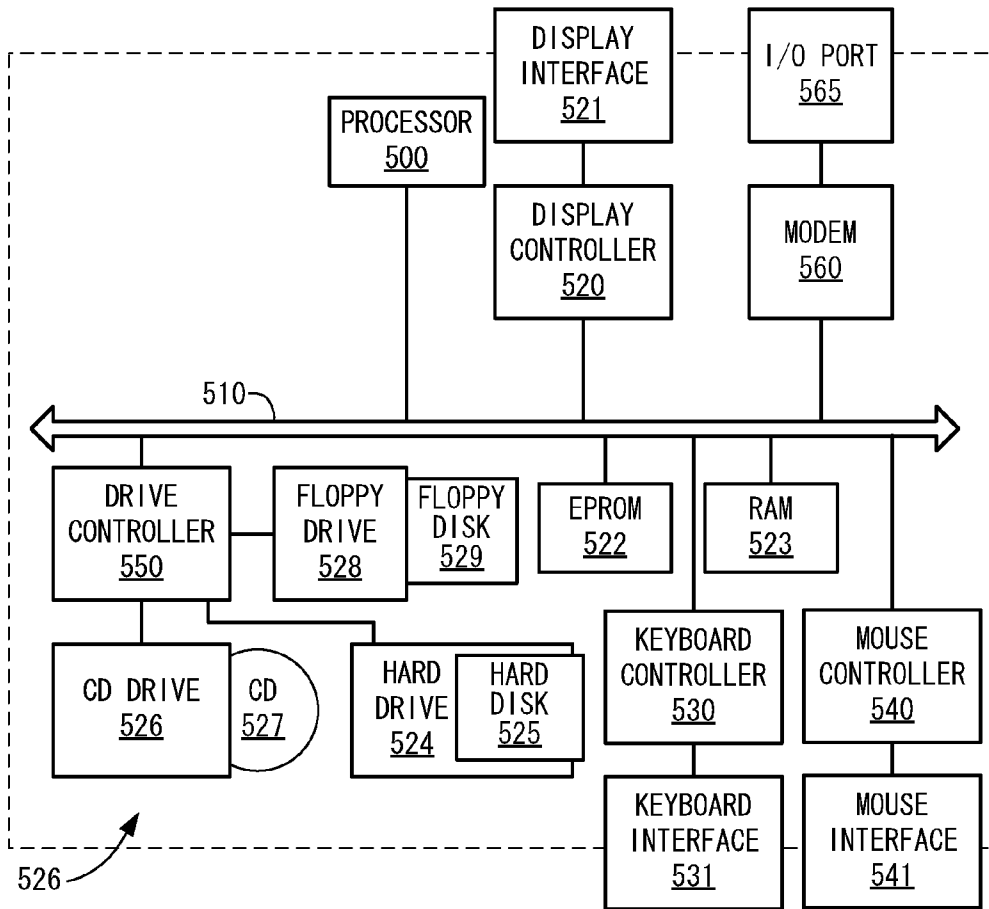 DISPLAY
INTERFACE
521
I/O PORT
565
PROCESSOR
500
DISPLAY
CONTROLLER
520
MODEM
560
510
DRIVE
CONTROLLER
550
FLOPPY
DRIVE
528
FLOPPY
DISK
529
EPROM
522
RAM
523
CD DRIVE
526
CD
527
HARD
DRIVE
524
HARD
DISK
525
KEYBOARD
CONTROLLER
530
MOUSE
CONTROLLER
540
KEYBOARD
INTERFACE
531
MOUSE
INTERFACE
541
526